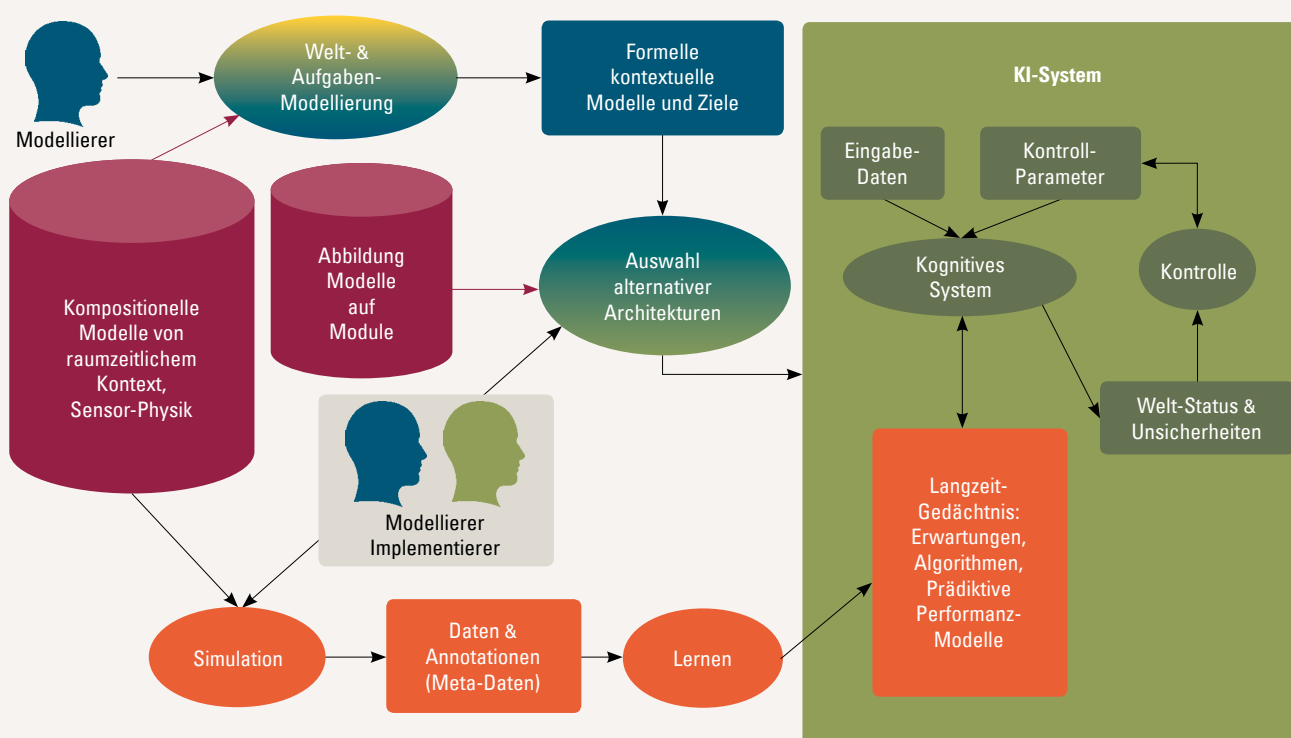 Modellierer
Welt- &
Aufgaben-
Modellierung
Formelle
kontextuelle
Modelle und Ziele
Kompositionelle
Modelle von
raumzeitlichem
Kontext,
Sensor-Physik
Abbildung
Modelle
auf
Module
Auswahl
alternativer
Architekturen
Modellierer
Implementierer
Simulation
Daten &
Annotationen
(Meta-Daten)
Lernen
KI-System
Eingabe-
Daten
Kontroll-
Parameter
Kognitives
System
Kontrolle
Welt-Status &
Unsicherheiten
Langzeit-
Gedächtnis:
Erwartungen,
Algorithmen,
Prädiktive
Performanz-
Modelle